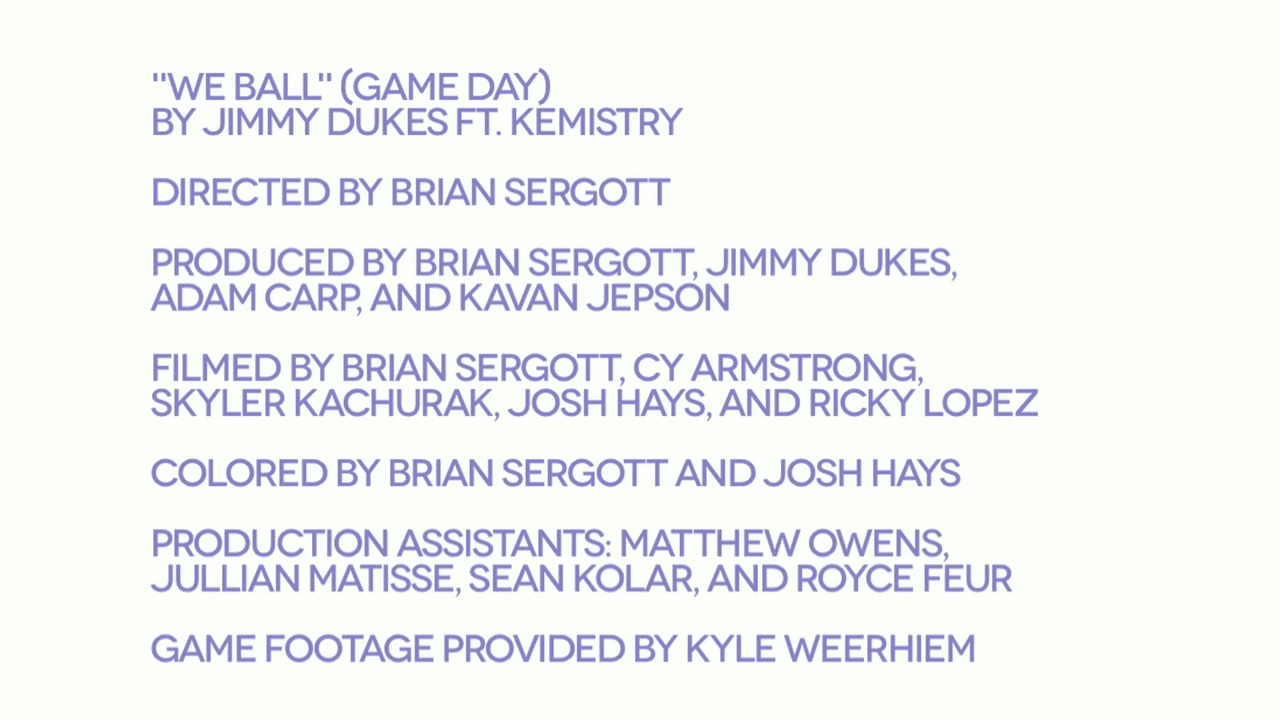 "WE BALL" (GAME DAY)
BY JIMMY DUKES FT. KEMISTRY
DIRECTED BY BRIAN SERGOTT
PRODUCED BY BRIAN SERGOTT, JIMMY DUKES,
ADAM CARP, AND KAVAN JEPSON
FILMED BY BRIAN SERGOTT, CY ARMSTRONG,
SKYLER KACHURAK, JOSH HAYS, AND RICKY LOPEZ
COLORED BY BRIAN SERGOTT AND JOSH HAYS
PRODUCTION ASSISTANTS: MATTHEW OWENS,
JULLIAN MATISSE, SEAN KOLAR, AND ROYCE FEUR
GAME FOOTAGE PROVIDED BY KYLE WEERHIEM